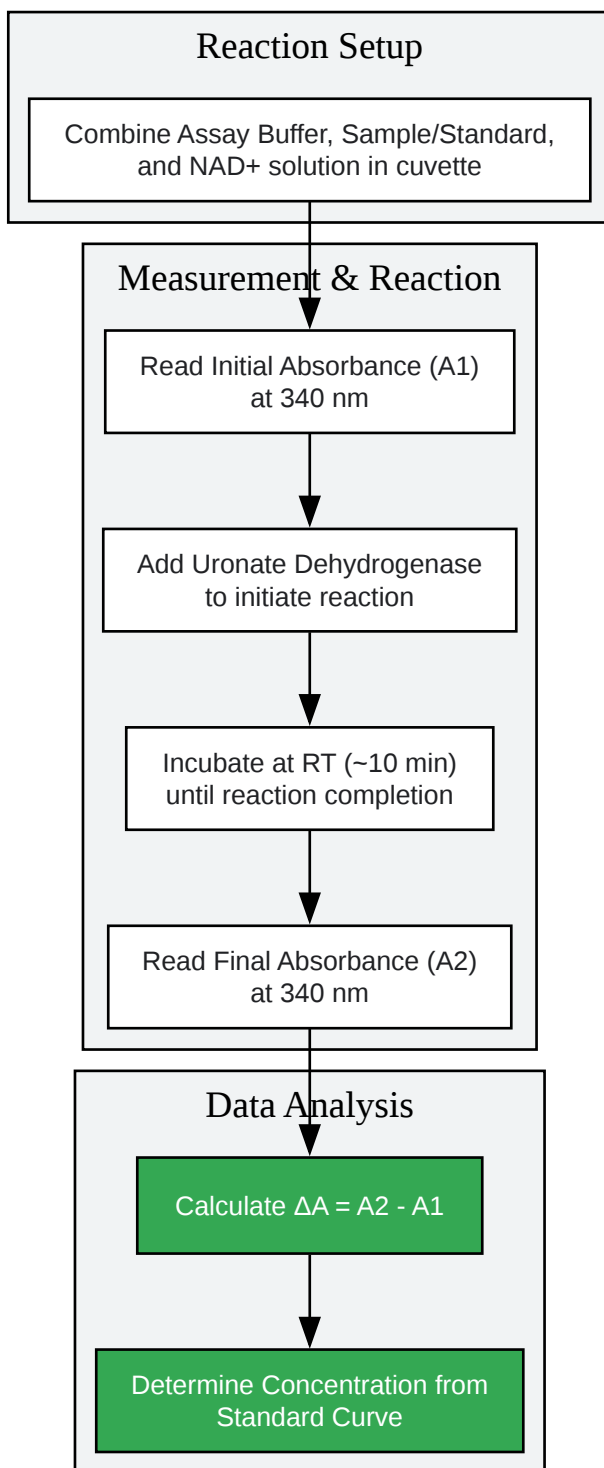 Reaction Setup
Combine Assay Buffer, Sample/Standard,
and NAD+ solution in cuvette
Measurement & Reaction
Read Initial Absorbance (A1)
at 340 nm
Add Uronate Dehydrogenase
to initiate reaction
Incubate at RT (~10 min)
until reaction completion
Read Final Absorbance (A2)
at 340 nm
Data Analysis
Calculate ΔA = A2 - A1
Determine Concentration from
Standard Curve